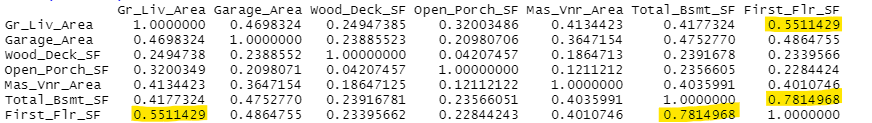 Gr_Liv_Area Garage_Area Wood_Deck_SF Open_Porch_SF Mas_Vnr_Area Total_Bsmt_SF First_Flr_SF
Gr_Liv_Area 1.0000000 0.4698324 0.24947385 0.32003486 0.4134423 0.4177324 0.5511429
Garage_Area 0.4698324 1.0000000 0.23885523 0.20980706 0.3647154 0.4752770 0.4864755
Wood_Deck_SF 0.2494738 0.2388552 1.00000000 0.04207457 0.1864713 0.2391678 0.2339566
Open_Porch_SF 0.3200349 0.2098071 0.04207457 1.00000000 0.1211212 0.2356605 0.2284424
Mas_Vnr_Area 0.4134423 0.3647154 0.18647125 0.12112122 1.0000000 0.4035991 0.4010746
Total_Bsmt_SF 0.4177324 0.4752770 0.23916781 0.23566051 0.4035991 1.0000000 0.7814968
First_Flr_SF 0.5511429 0.4864755 0.23395662 0.22844243 0.4010746 0.7814968 1.0000000